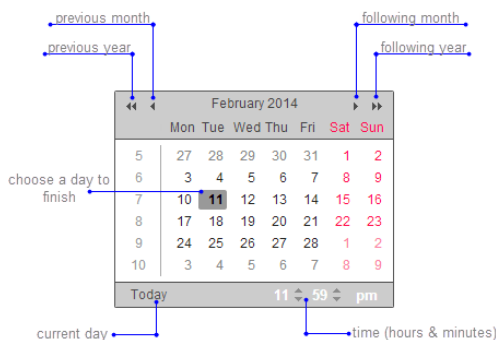 previous month
following month
previous year
following year
February 2014
Mon Tue Wed Thu Fri Sat Sun
5 27 28 29 30 31 1 2
choose a day to
finish
6 3 4 5 6 7 8 9
7 10 11 12 13 14 15 16
8 17 18 19 20 21 22 23
9 24 25 26 27 28 1 2
10 3 4 5 6 7 8 9
Today 11 59 pm
current day
time (hours & minutes)